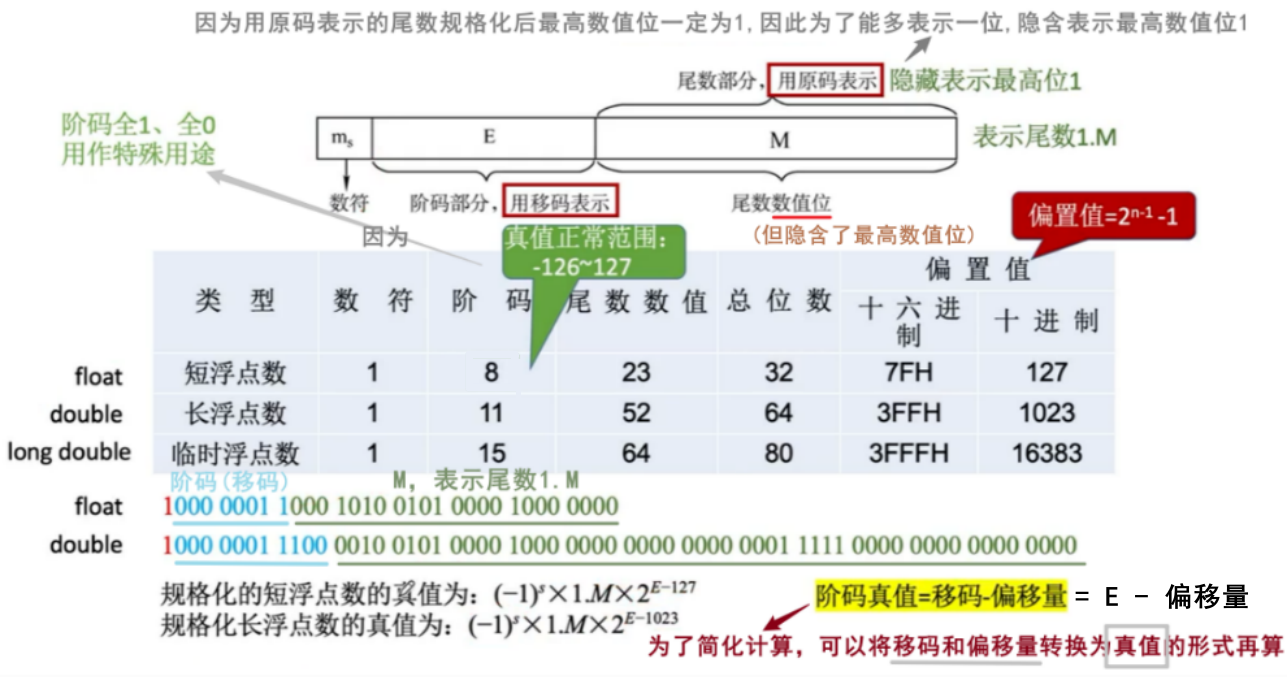 因为用原码表示的尾数规格化后最高数值位一定为1,因此为了能多表示一位,隐含表示最高数值位1
尾数部分，用原码表示 隐藏表示最高位1
阶码全1、全0
用作特殊用途
mₛ E M 表示尾数1.M
数符 阶码部分，用移码表示 尾数数值位
(但隐含了最高数值位)
偏置值=2ⁿ⁻¹-1
因为
真值正常范围：
-126~127
类 型 数 符 阶 码 尾 数 数 值 总 位 数 偏 置 值
十 六 进 制 十 进 制
float 短浮点数 1 8 23 32 7FH 127
double 长浮点数 1 11 52 64 3FFH 1023
long double 临时浮点数 1 15 64 80 3FFFH 16383
阶码(移码) M, 表示尾数1.M
float 1000 0001 1000 1010 0101 0000 1000 0000
double 1000 0001 1100 0010 0101 0000 1000 0000 0000 0000 0001 1111 0000 0000 0000 0000
规格化的短浮点数的真值为：(−1)ˢ×1.M×2ᴱ⁻¹²⁷
规格化长浮点数的真值为：(−1)ˢ×1.M×2ᴱ⁻¹⁰²³
阶码真值=移码-偏移量 = E - 偏移量
为了简化计算，可以将移码和偏移量转换为真值的形式再算